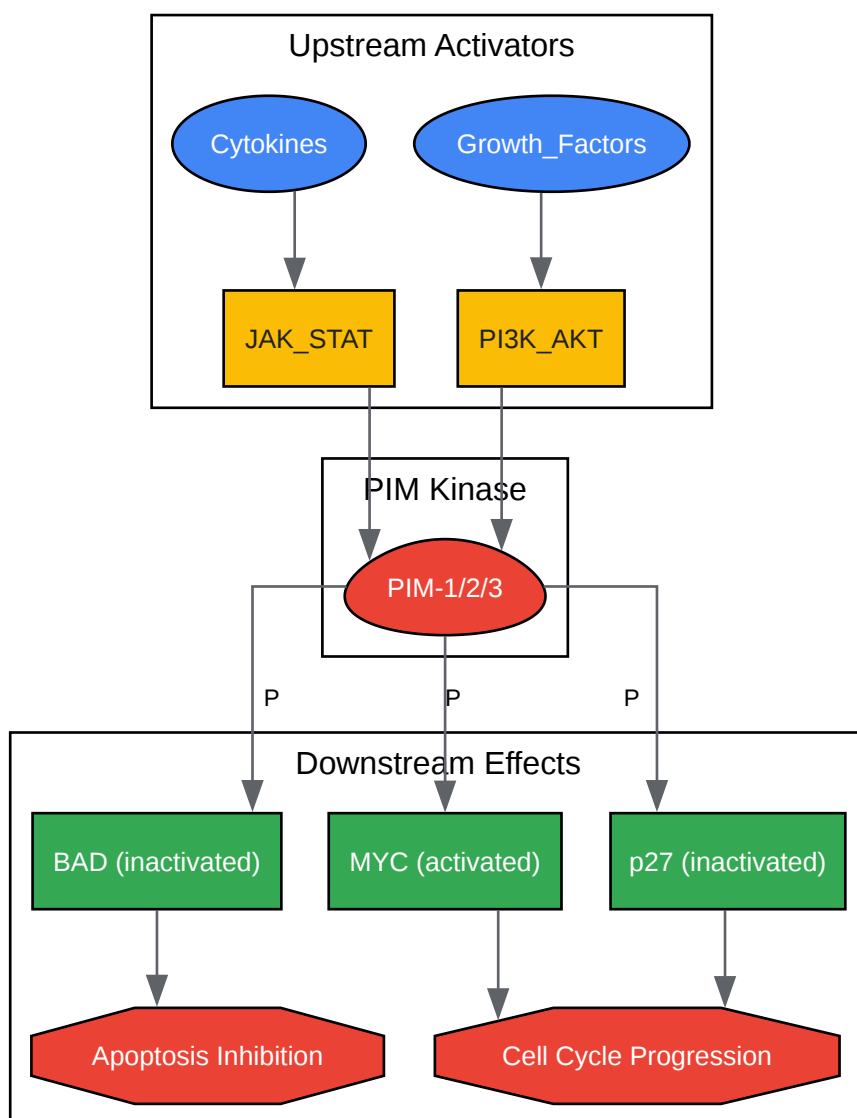 Upstream Activators
Cytokines
Growth_Factors
JAK_STAT
PI3K_AKT
PIM Kinase
PIM-1/2/3
P
P
P
Downstream Effects
BAD (inactivated)
MYC (activated)
p27 (inactivated)
Apoptosis Inhibition
Cell Cycle Progression